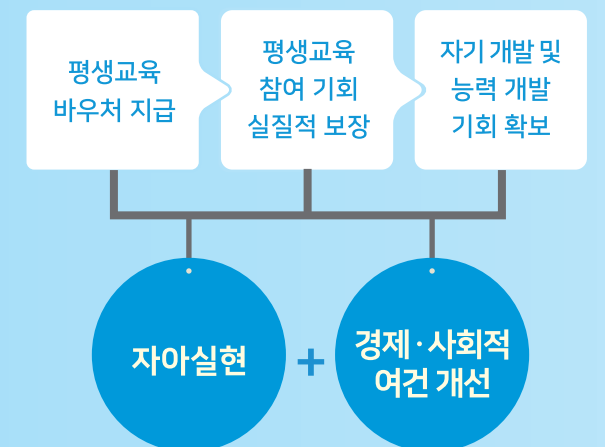 평생교육
바우처 지급
평생교육
참여 기회
실질적 보장
자기 개발 및
능력 개발
기회 확보
자아실현
+
경제·사회적
여건 개선